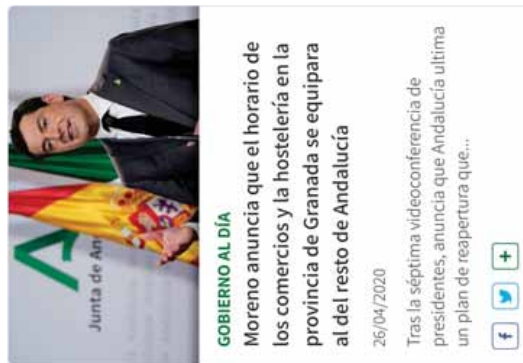 Junta de An
GOBIERNO AL DÍA
Moreno anuncia que el horario de
los comercios y la hostelería en la
provincia de Granada se equipara
al del resto de Andalucía
26/04/2020
Tras la séptima videoconferencia de
presidentes, anuncia que Andalucía ultima
un plan de reapertura que...